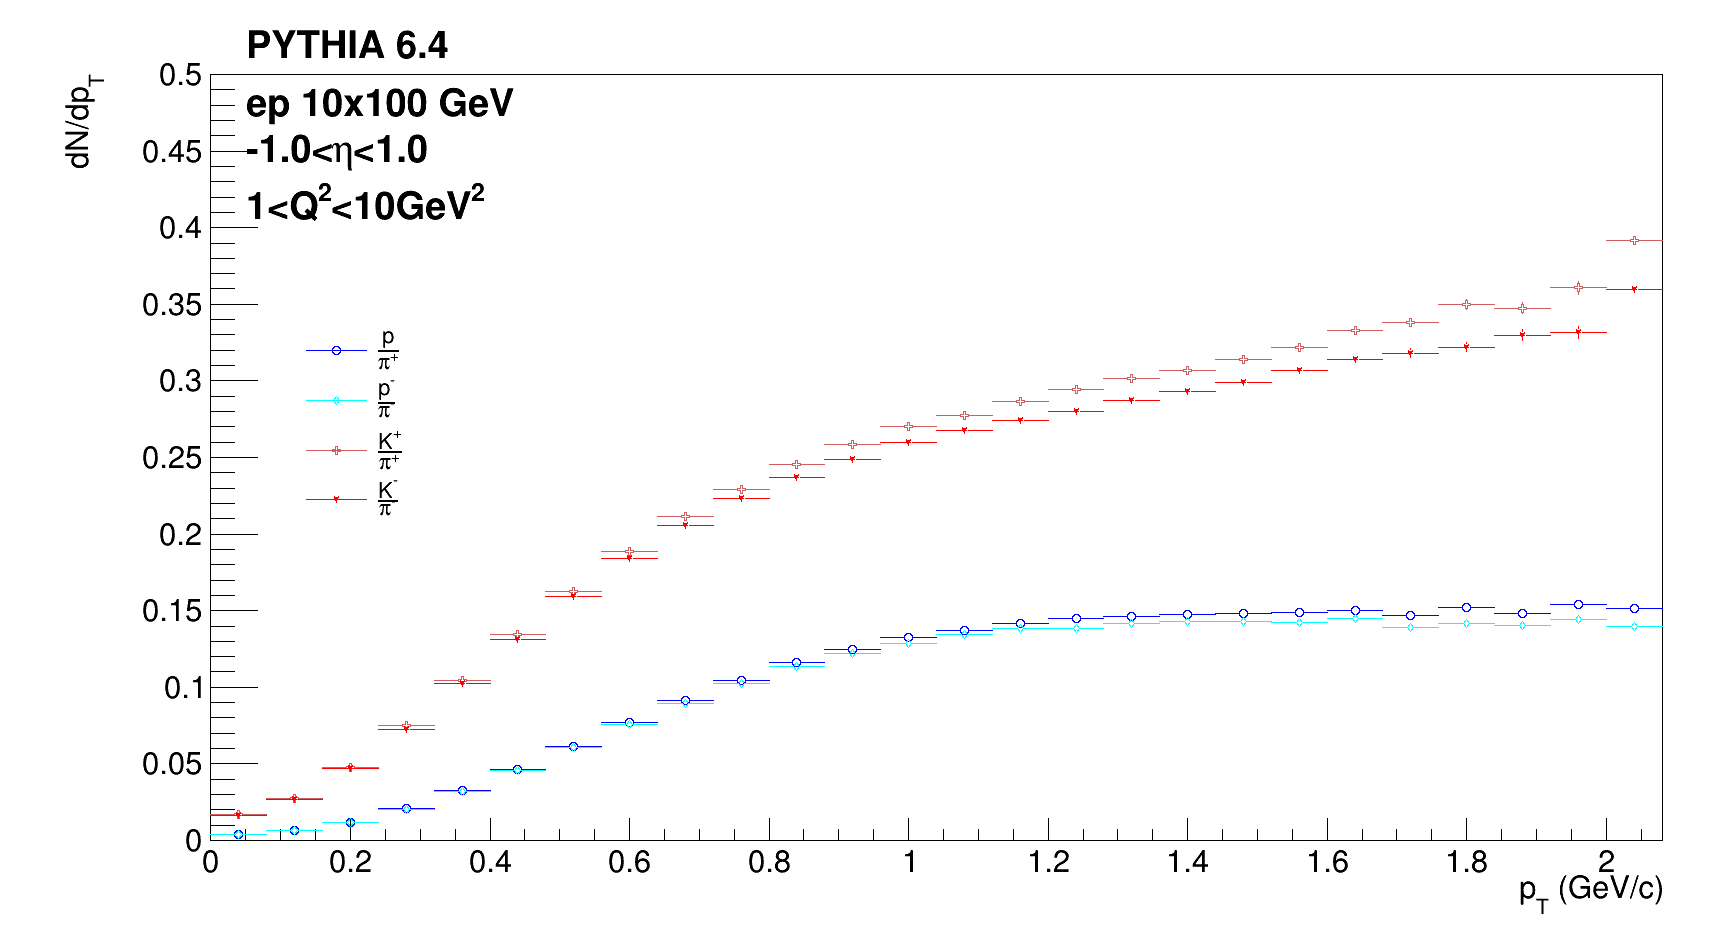 PYTHIA 6.4
ep 10x100 GeV
-1.0<η<1.0
1<Q²<10GeV²
dN/dp_T
0.5
0.45
0.4
0.35
0.3
0.25
0.2
0.15
0.1
0.05
0
p
π⁺
p⁻
π⁻
K⁺
π⁺
K⁻
π⁻
0 0.2 0.4 0.6 0.8 1 1.2 1.4 1.6 1.8 2
p_T (GeV/c)